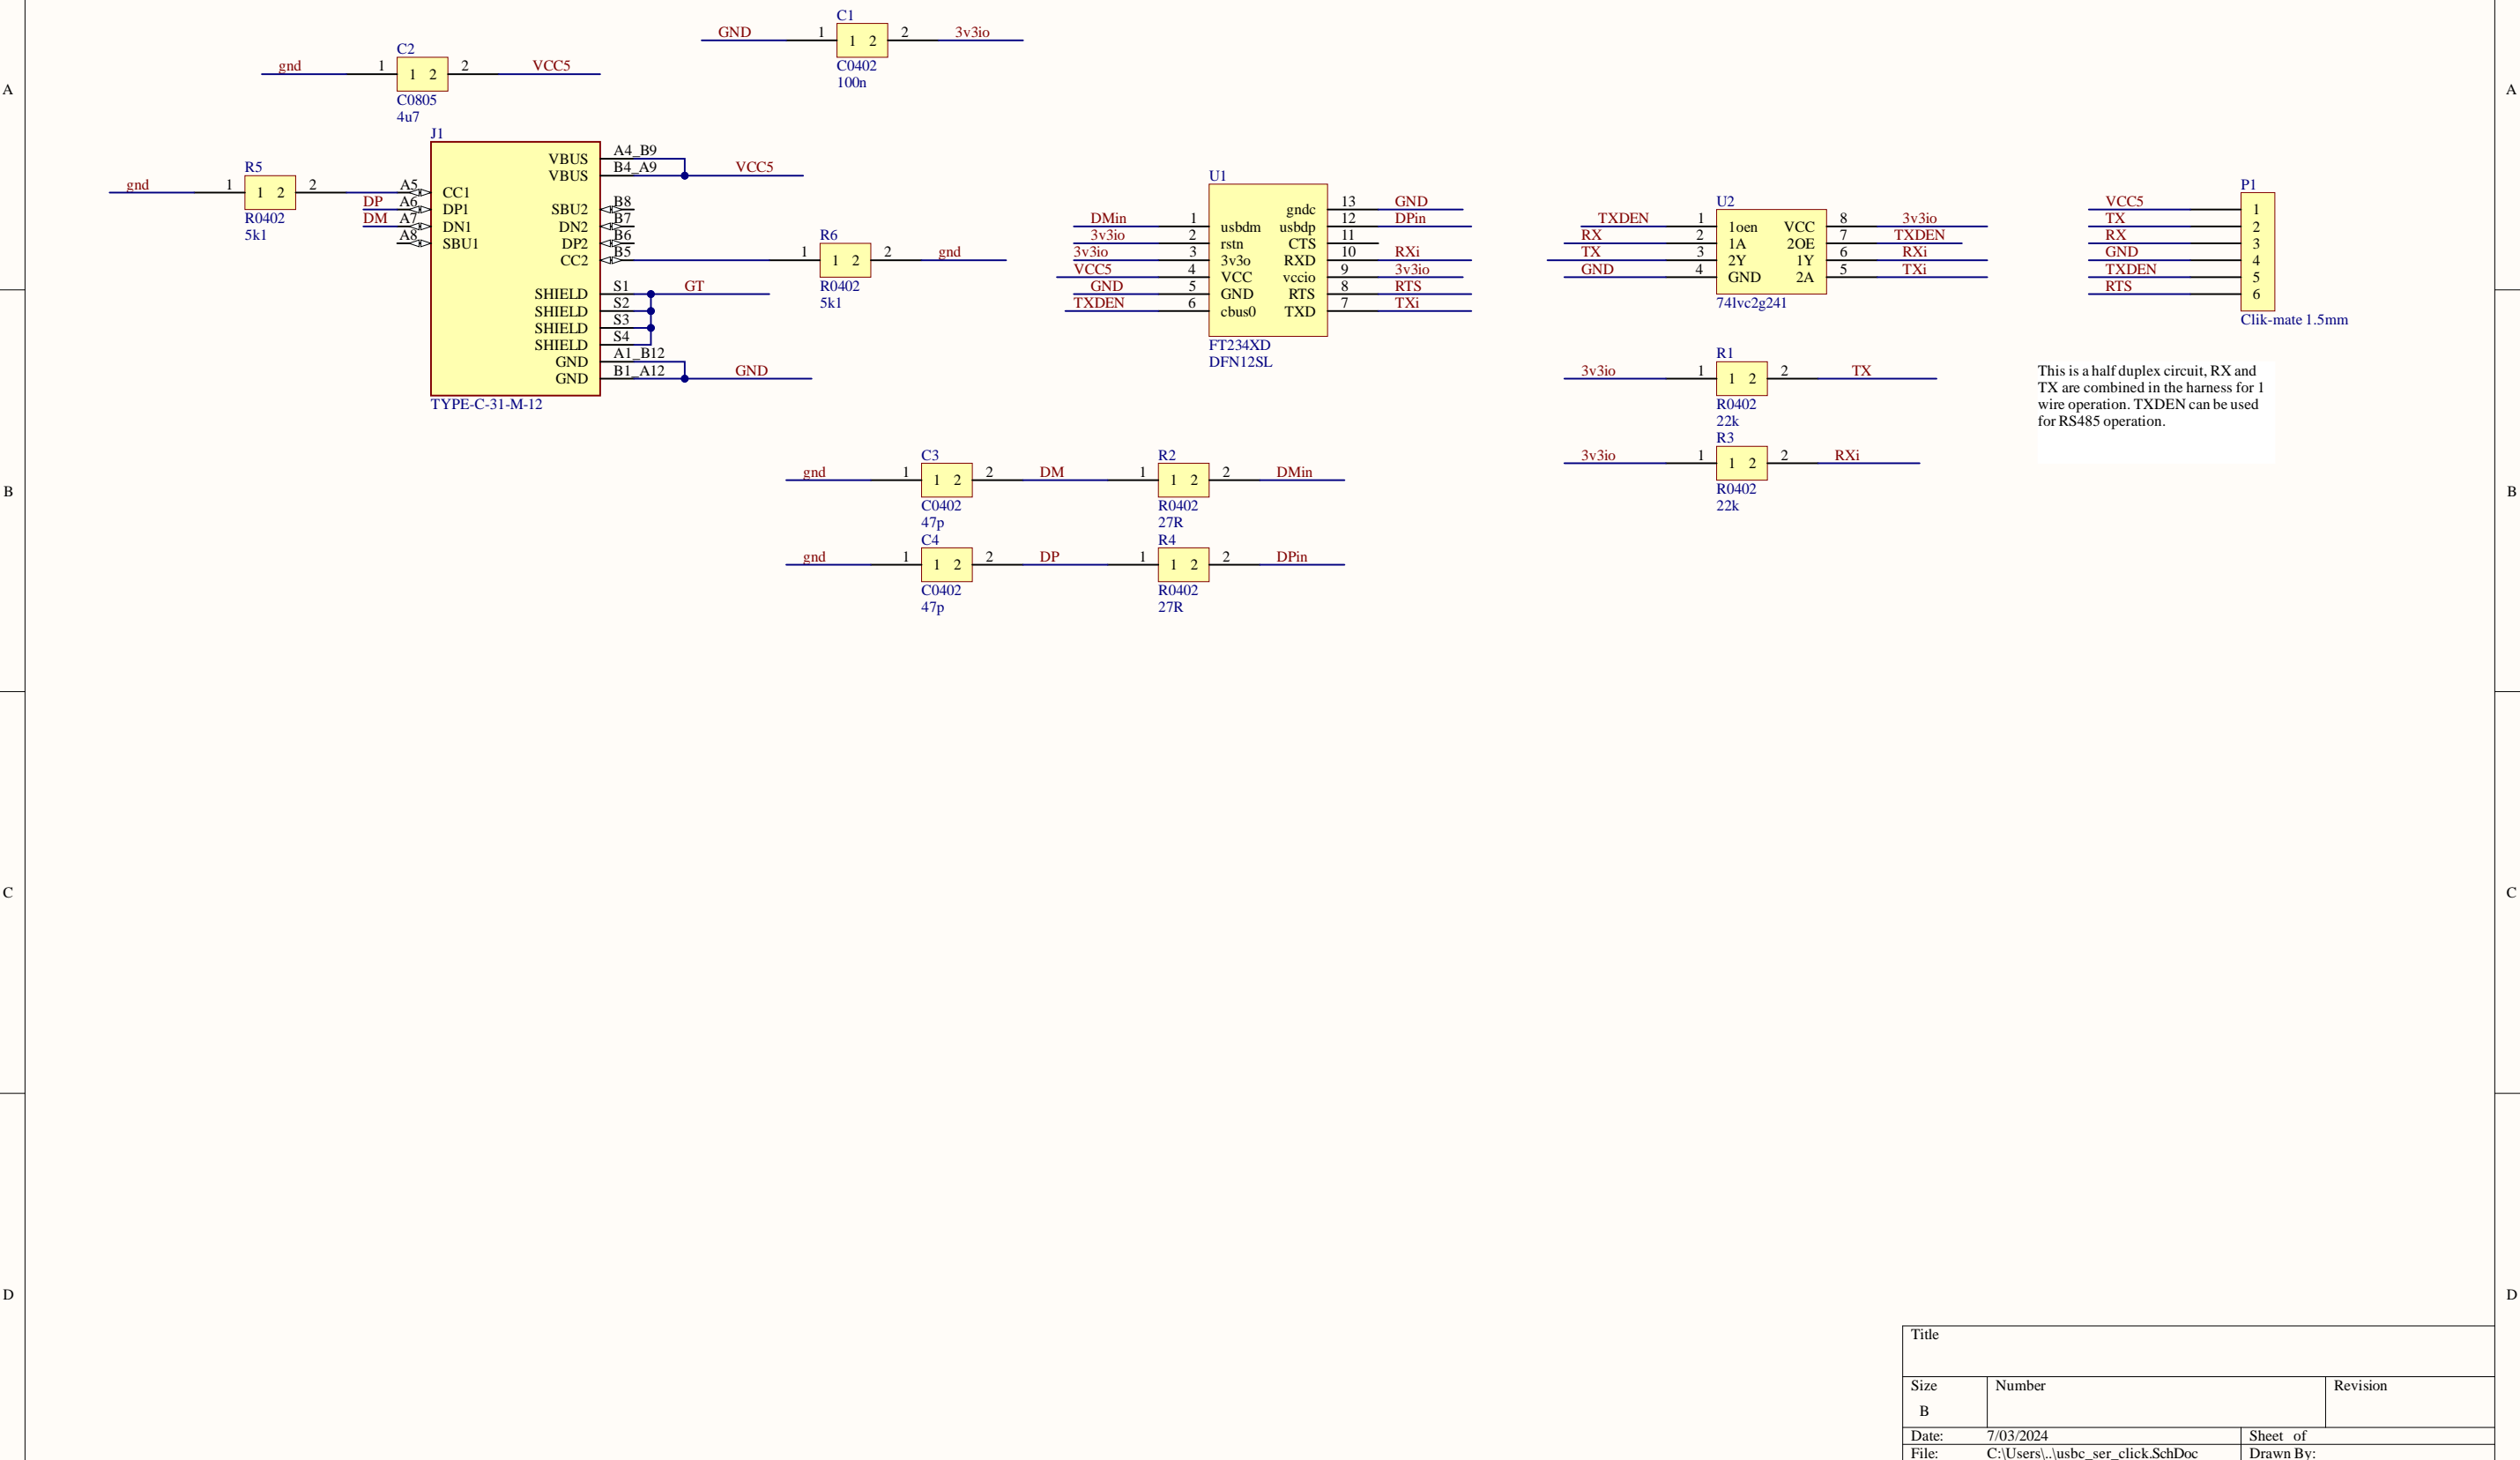 C1
GND 1 1 2 2 3v3io
C0402
100n
C2
gnd 1 1 2 2 VCC5
C0805
4u7
A
A
J1
R5
gnd 1 1 2 2
R0402
5k1
A5 CC1
DP A6 DP1
DM A7 DN1
A8 SBU1
VBUS A4_B9
VBUS B4_A9 VCC5
SBU2 B8
DN2 B7
DP2 B6
CC2 B5
SHIELD S1 GT
SHIELD S2
SHIELD S3
SHIELD S4
GND A1_B12
GND B1_A12 GND
TYPE-C-31-M-12
R6
1 1 2 2 gnd
R0402
5k1
U1
gndc 13 GND
DMin 1 usbdm usbdp 12 DPin
3v3io 2 rstn CTS 11
3v3io 3 3v3o RXD 10 RXi
VCC5 4 VCC vccio 9 3v3io
GND 5 GND RTS 8 RTS
TXDEN 6 cbus0 TXD 7 TXi
FT234XD
DFN12SL
U2
TXDEN 1 1oen VCC 8 3v3io
RX 2 1A 2OE 7 TXDEN
TX 3 2Y 1Y 6 RXi
GND 4 GND 2A 5 TXi
74lvc2g241
P1
VCC5 1
TX 2
RX 3
GND 4
TXDEN 5
RTS 6
Clik-mate 1.5mm
R1
3v3io 1 1 2 2 TX
R0402
22k
R3
3v3io 1 1 2 2 RXi
R0402
22k
This is a half duplex circuit, RX and
TX are combined in the harness for 1
wire operation. TXDEN can be used
for RS485 operation.
C3 R2
gnd 1 1 2 2 DM 1 1 2 2 DMin
C0402 R0402
47p 27R
C4 R4
gnd 1 1 2 2 DP 1 1 2 2 DPin
C0402 R0402
47p 27R
B
B
C
C
D
D
Title
Size Number Revision
B
Date: 7/03/2024 Sheet of
File: C:\Users\..\usbc_ser_click.SchDoc Drawn By: